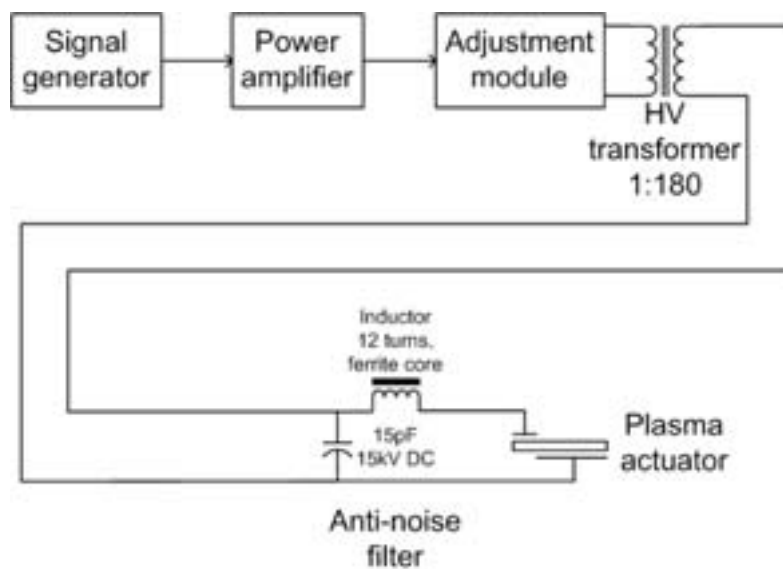 Signal
generator
Power
amplifier
Adjustment
module
HV
transformer
1:180
Inductor
12 turns,
ferrite core
15pF
15kV DC
Plasma
actuator
Anti-noise
filter